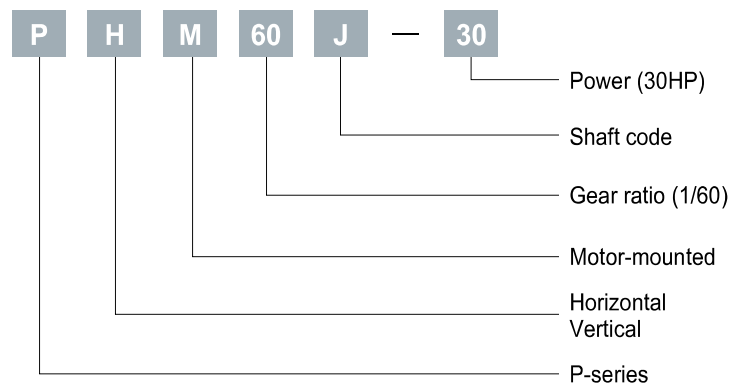 P H M 60 J — 30
Power (30HP)
Shaft code
Gear ratio (1/60)
Motor-mounted
Horizontal
Vertical
P-series